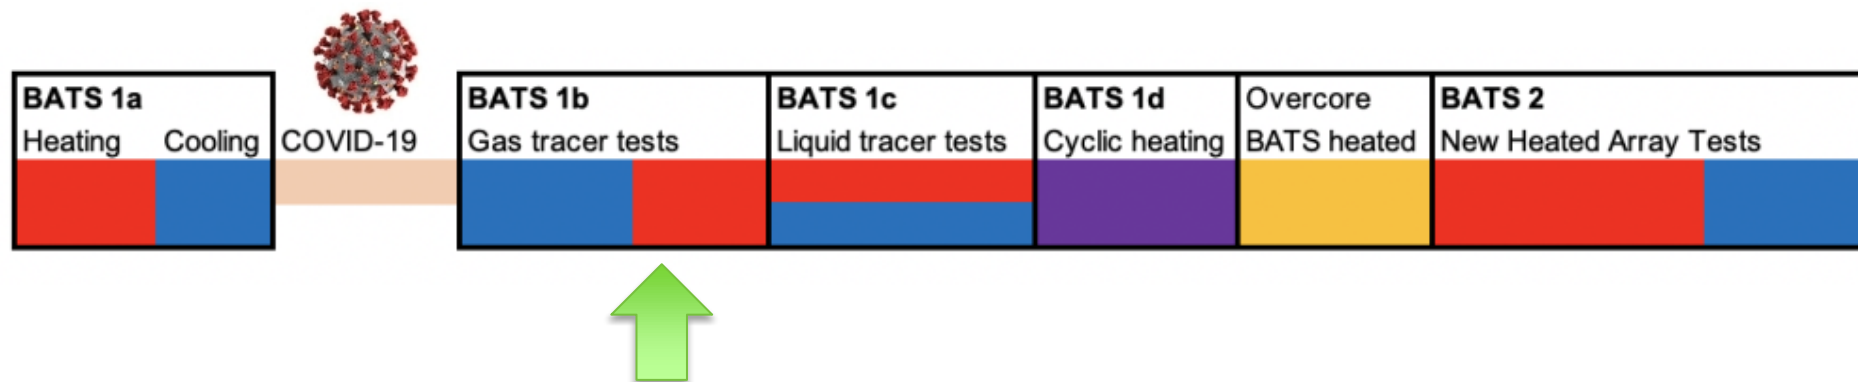 BATS 1a
Heating Cooling
COVID-19
BATS 1b
Gas tracer tests
BATS 1c
Liquid tracer tests
BATS 1d
Cyclic heating
Overcore
BATS heated
BATS 2
New Heated Array Tests